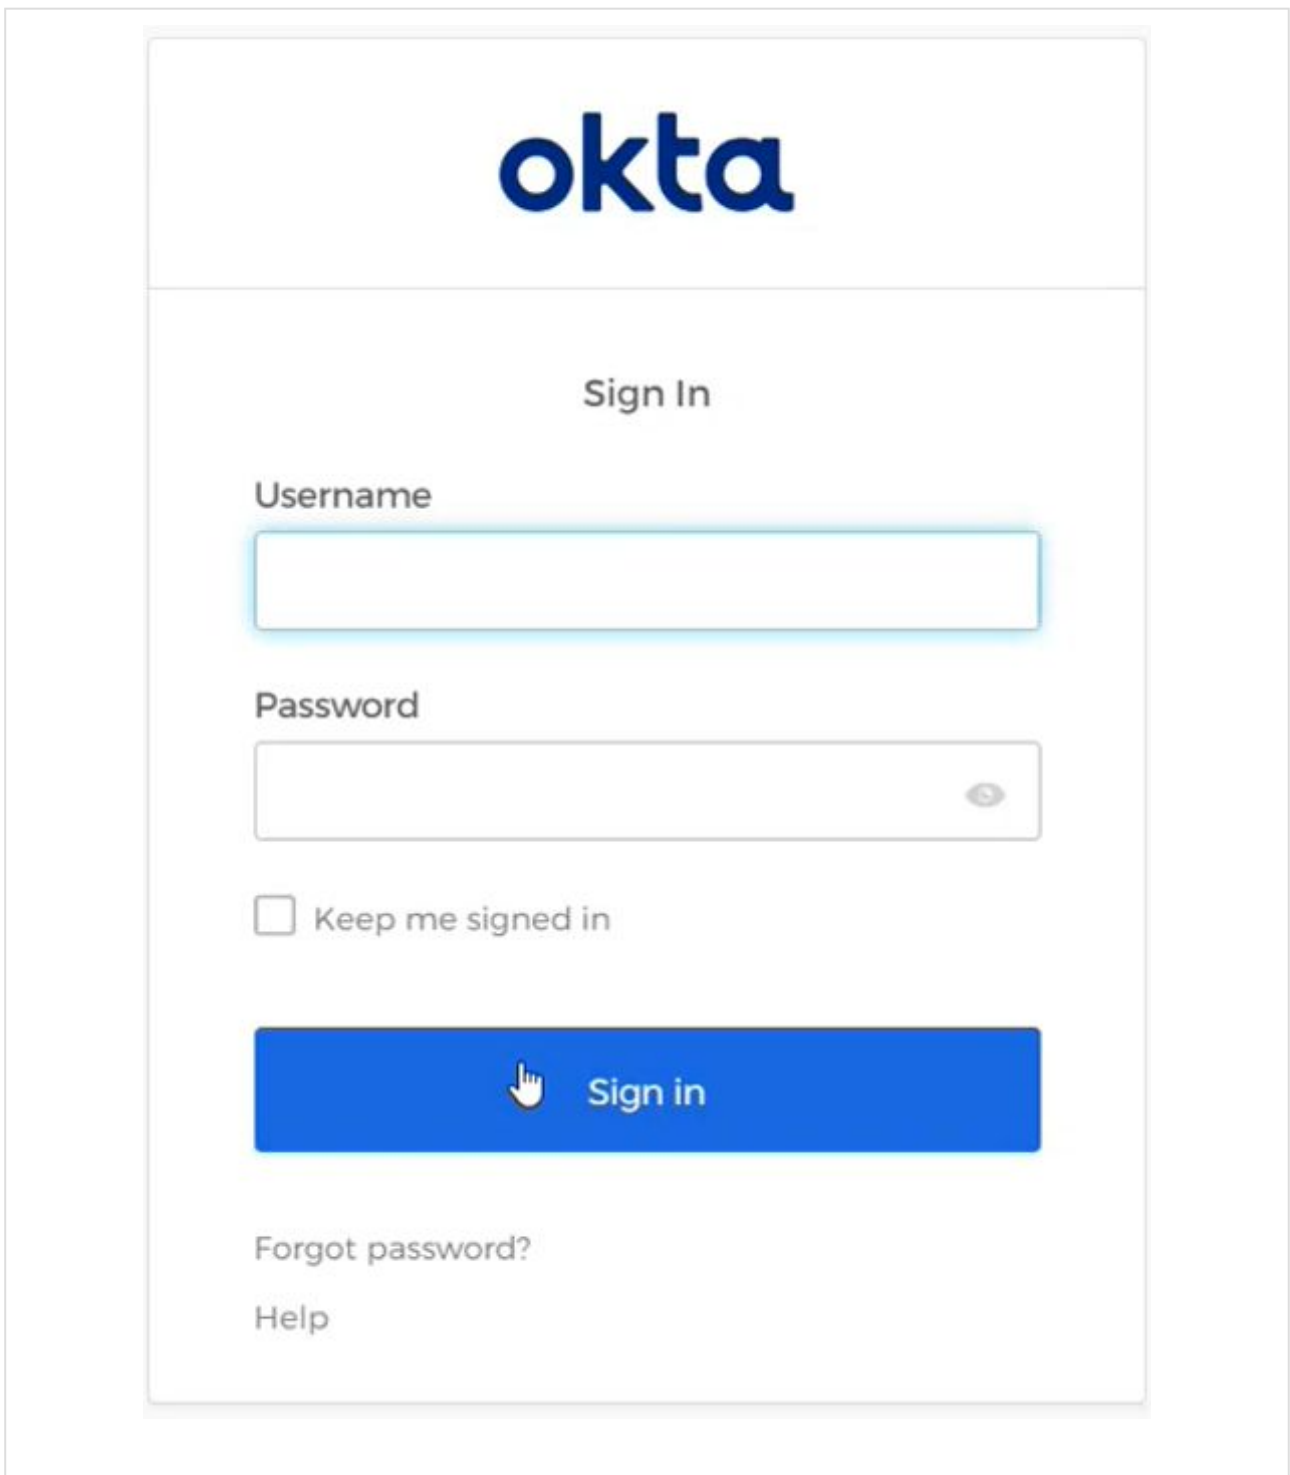 okta
Sign In
Username
Password
Keep me signed in
Sign in
Forgot password?
Help